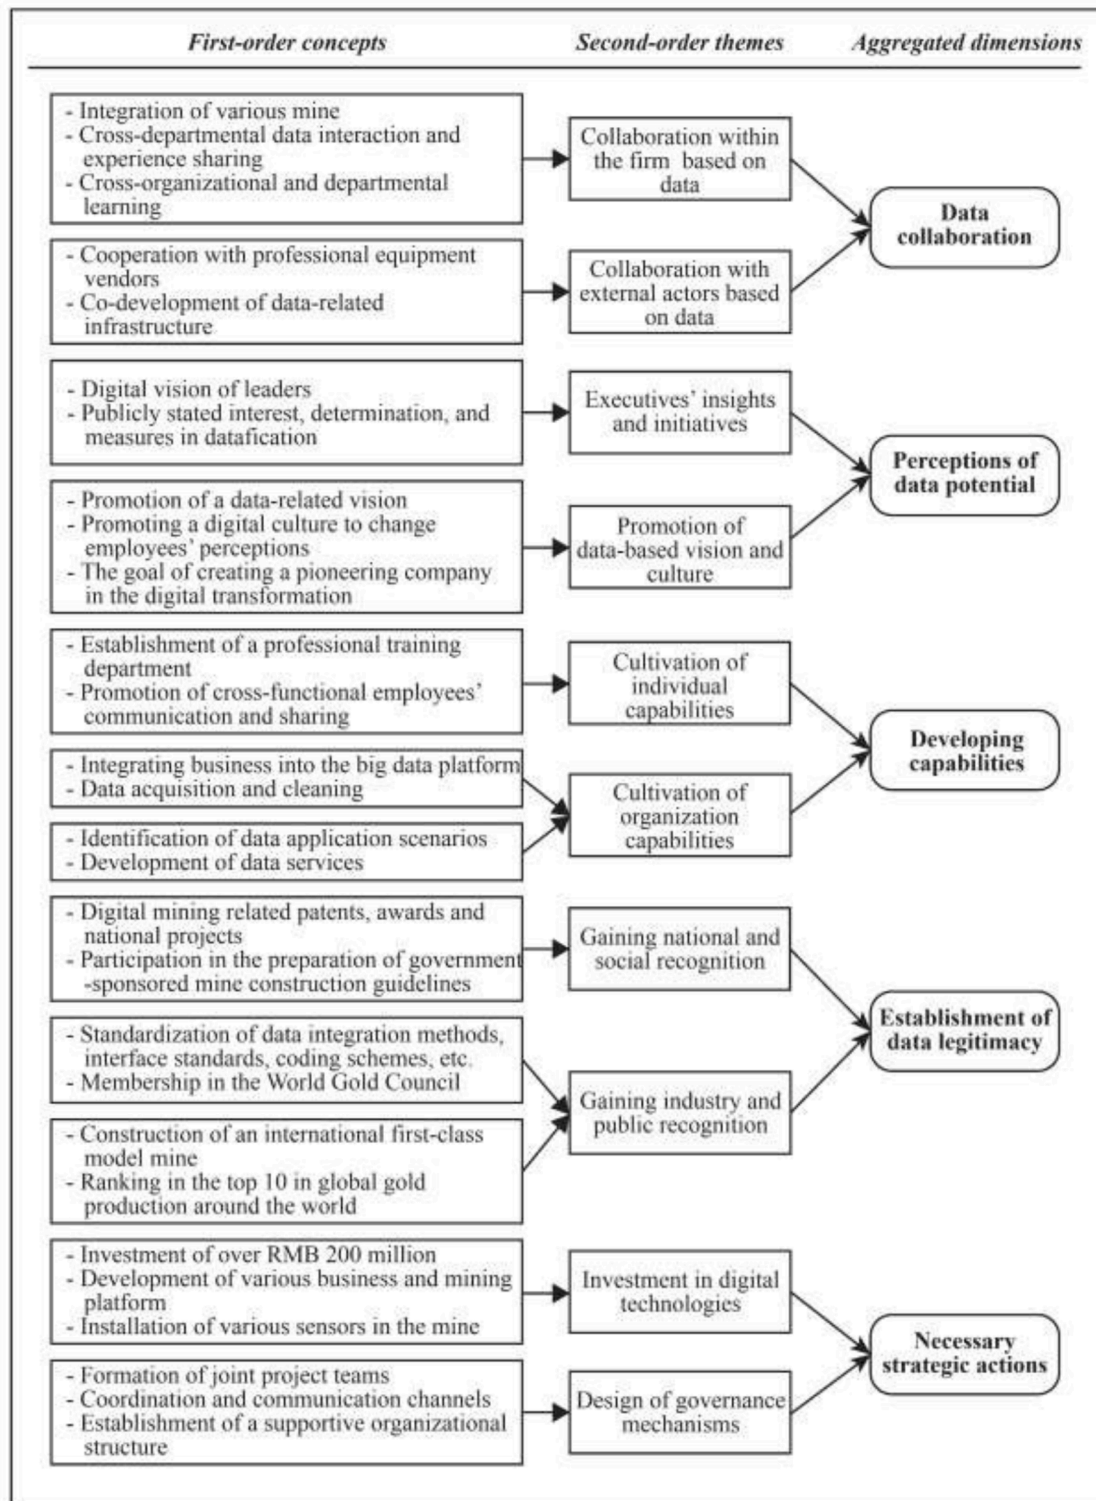 First-order concepts
Second-order themes
Aggregated dimensions
- Integration of various mine
- Cross-departmental data interaction and
experience sharing
- Cross-organizational and departmental
learning
Collaboration within
the firm based on
data
Data
collaboration
- Cooperation with professional equipment
vendors
- Co-development of data-related
infrastructure
Collaboration with
external actors based
on data
- Digital vision of leaders
- Publicly stated interest, determination, and
measures in datafication
Executives' insights
and initiatives
Perceptions of
data potential
- Promotion of a data-related vision
- Promoting a digital culture to change
employees' perceptions
- The goal of creating a pioneering company
in the digital transformation
Promotion of
data-based vision and
culture
- Establishment of a professional training
department
- Promotion of cross-functional employees'
communication and sharing
Cultivation of
individual
capabilities
Developing
capabilities
- Integrating business into the big data platform
- Data acquisition and cleaning
- Identification of data application scenarios
- Development of data services
Cultivation of
organization
capabilities
- Digital mining related patents, awards and
national projects
- Participation in the preparation of government
-sponsored mine construction guidelines
Gaining national and
social recognition
Establishment of
data legitimacy
- Standardization of data integration methods,
interface standards, coding schemes, etc.
- Membership in the World Gold Council
- Construction of an international first-class
model mine
- Ranking in the top 10 in global gold
production around the world
Gaining industry and
public recognition
- Investment of over RMB 200 million
- Development of various business and mining
platform
- Installation of various sensors in the mine
Investment in digital
technologies
Necessary
strategic actions
- Formation of joint project teams
- Coordination and communication channels
- Establishment of a supportive organizational
structure
Design of governance
mechanisms